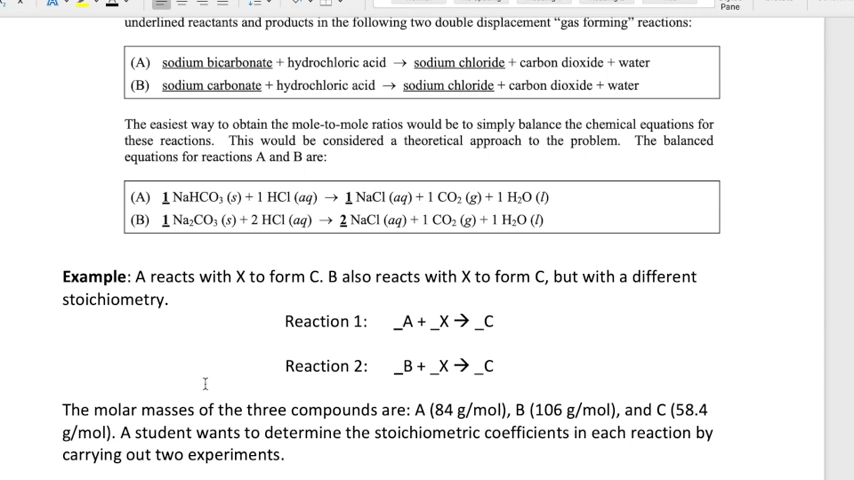 Pane
underlined reactants and products in the following two double displacement “gas forming” reactions:
(A) sodium bicarbonate + hydrochloric acid → sodium chloride + carbon dioxide + water
(B) sodium carbonate + hydrochloric acid → sodium chloride + carbon dioxide + water
The easiest way to obtain the mole-to-mole ratios would be to simply balance the chemical equations for
these reactions. This would be considered a theoretical approach to the problem. The balanced
equations for reactions A and B are:
(A) 1 NaHCO₃ (s) + 1 HCl (aq) → 1 NaCl (aq) + 1 CO₂ (g) + 1 H₂O (l)
(B) 1 Na₂CO₃ (s) + 2 HCl (aq) → 2 NaCl (aq) + 1 CO₂ (g) + 1 H₂O (l)
Example: A reacts with X to form C. B also reacts with X to form C, but with a different
stoichiometry.
Reaction 1: _A + _X → _C
Reaction 2: _B + _X → _C
The molar masses of the three compounds are: A (84 g/mol), B (106 g/mol), and C (58.4
g/mol). A student wants to determine the stoichiometric coefficients in each reaction by
carrying out two experiments.